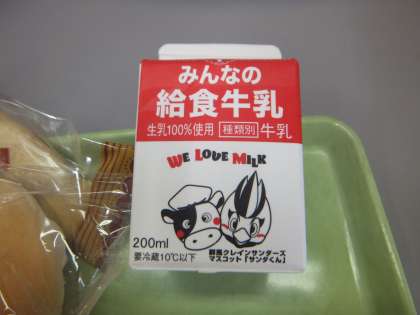 みんなの
給食牛乳
生乳100%使用 種類別 牛乳
WE LOVE MILK
200ml
要冷蔵10℃以下
群馬クレインサンダーズ
マスコット「サンダくん」